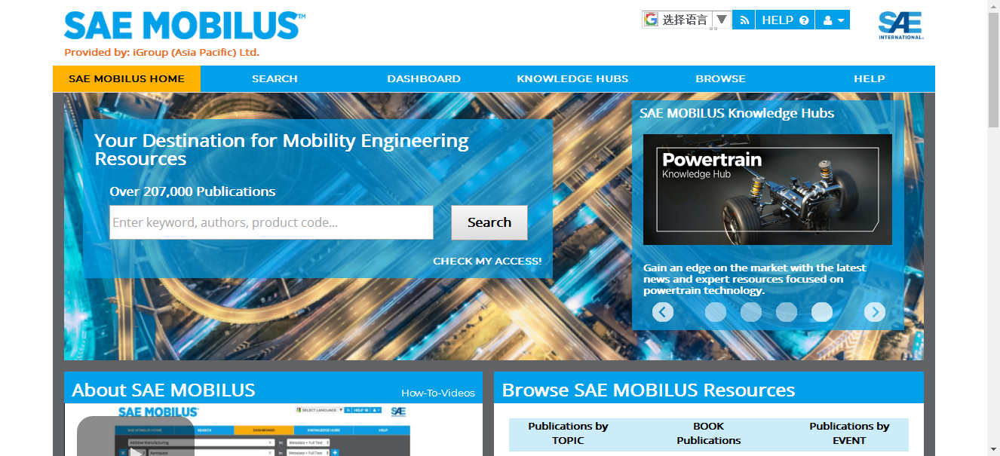 SAE MOBILUS™
选择语言
HELP
SAE
INTERNATIONAL.
Provided by: iGroup (Asia Pacific) Ltd.
SAE MOBILUS HOME
SEARCH
DASHBOARD
KNOWLEDGE HUBS
BROWSE
HELP
Your Destination for Mobility Engineering
Resources
Over 207,000 Publications
Enter keyword, authors, product code...
Search
CHECK MY ACCESS!
SAE MOBILUS Knowledge Hubs
Powertrain
Knowledge Hub
Gain an edge on the market with the latest
news and expert resources focused on
powertrain technology.
About SAE MOBILUS
How-To-Videos
SAE MOBILUS
SELECT LANGUAGE
HELP
SAE
SAE MOBILUS HOME
SEARCH
DASHBOARD
KNOWLEDGE HUBS
HELP
Additive Manufacturing
in:
Metadata + Full Text
Aerospace
in:
Metadata + Full Text
Browse SAE MOBILUS Resources
Publications by
TOPIC
BOOK
Publications
Publications by
EVENT